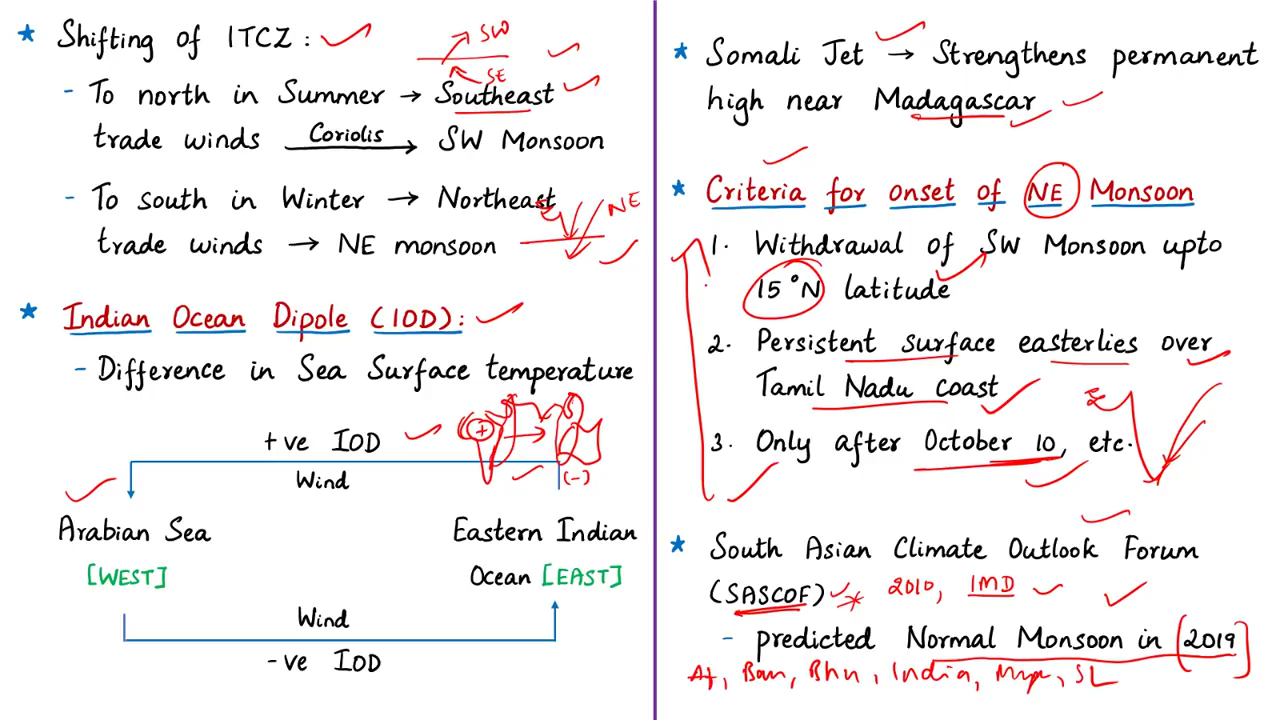 * Shifting of ITCZ :
SW
SE
- To north in Summer → Southeast
trade winds Coriolis → SW Monsoon
- To south in Winter → Northeast
NE
trade winds → NE monsoon
* Indian Ocean Dipole (IOD):
- Difference in Sea Surface temperature
+ve IOD
(+)
(-)
Wind
Arabian Sea
[WEST]
Eastern Indian
Ocean [EAST]
Wind
-ve IOD
* Somali Jet → Strengthens permanent
high near Madagascar
* Criteria for onset of NE Monsoon
1. Withdrawal of SW Monsoon upto
15°N latitude
2. Persistent surface easterlies over
Tamil Nadu coast
3. Only after October 10, etc.
* South Asian Climate Outlook Forum
(SASCOF) * 2010, IMD
- predicted Normal Monsoon in [2019]
Af, Ban, Bhu, India, Mya, SL